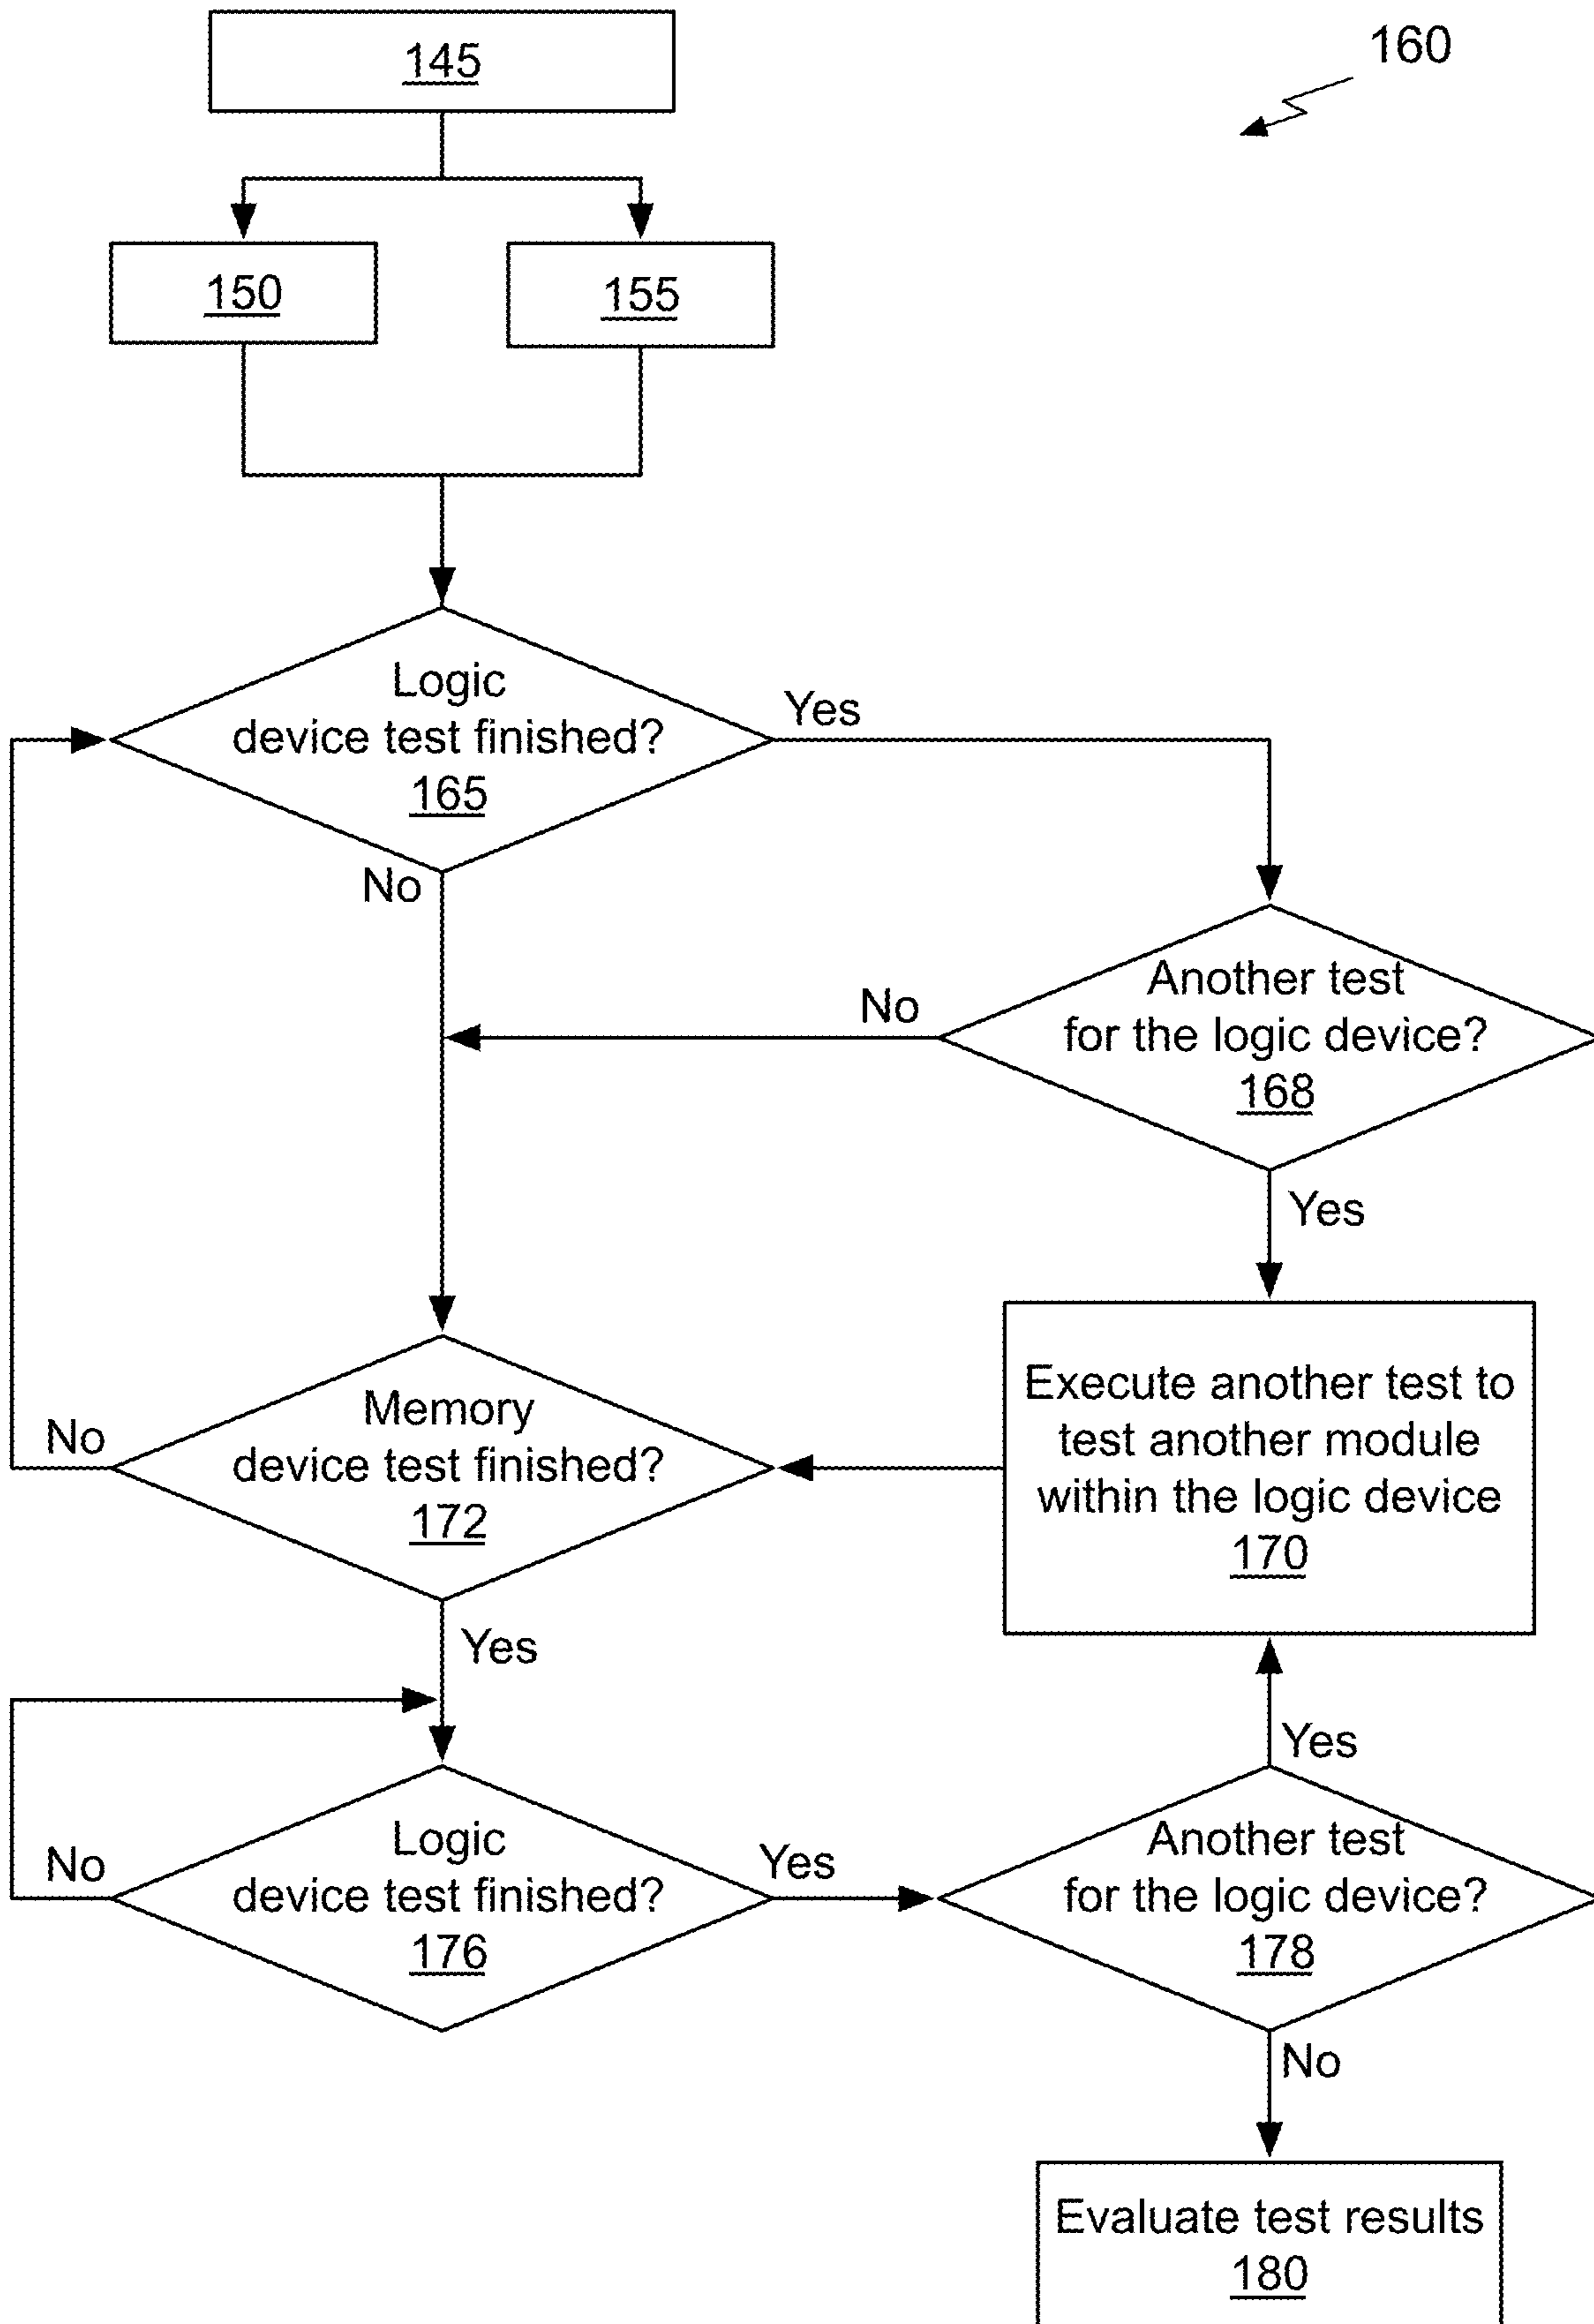 160
145
150
155
Logic
device test finished?
165
Yes
No
Another test
for the logic device?
168
No
Yes
Execute another test to
test another module
within the logic device
170
Memory
device test finished?
172
No
Yes
Logic
device test finished?
176
No
Yes
Another test
for the logic device?
178
Yes
No
Evaluate test results
180